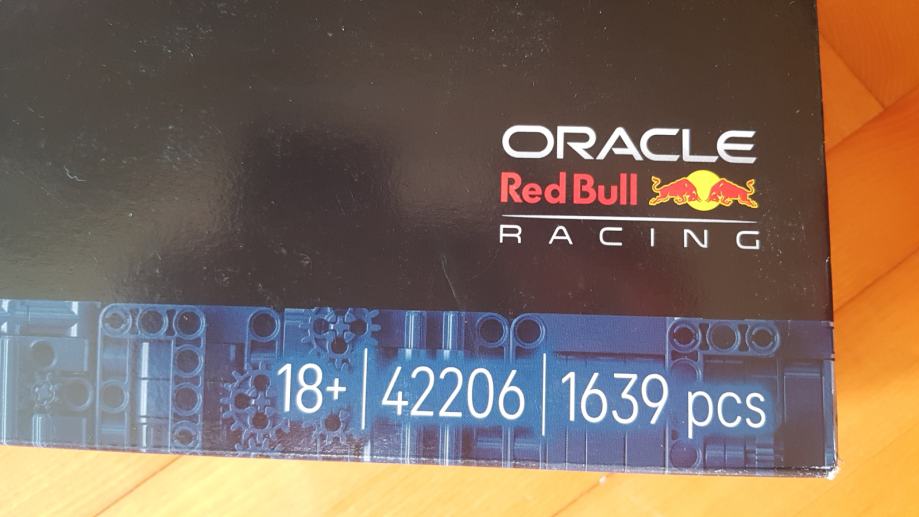 ORACLE
Red Bull
RACING
18+ | 42206 | 1639 pcs